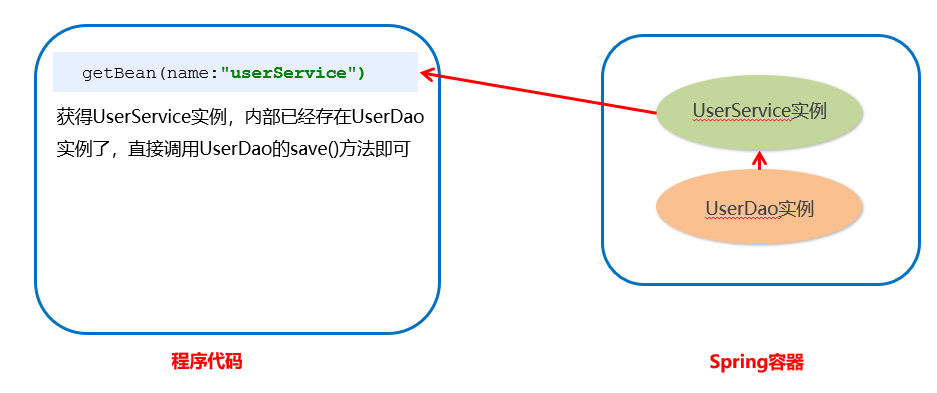 getBean(name:"userService")
获得UserService实例，内部已经存在UserDao
实例了，直接调用UserDao的save()方法即可
程序代码
UserService实例
UserDao实例
Spring容器